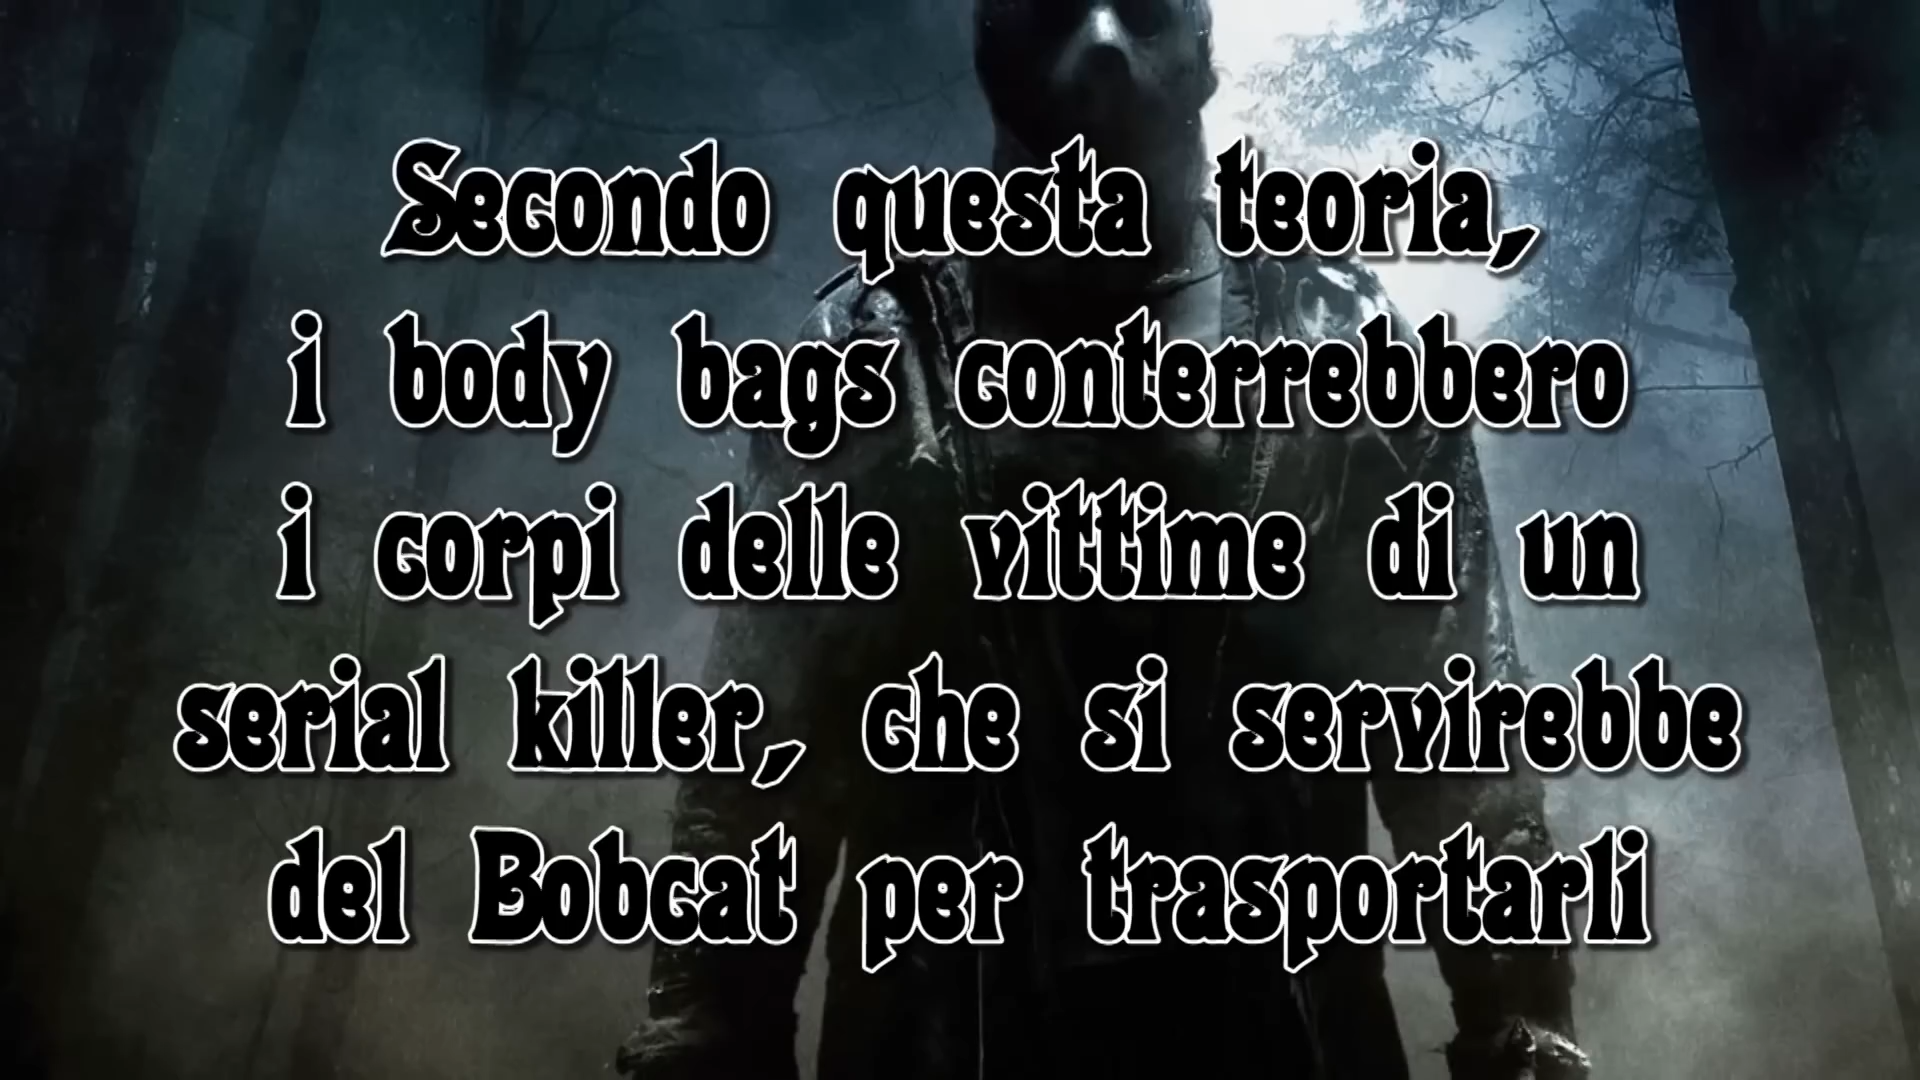 Secondo questa teoria,
i body bags conterrebbero
i corpi delle vittime di un
serial killer, che si servirebbe
del Bobcat per trasportarli